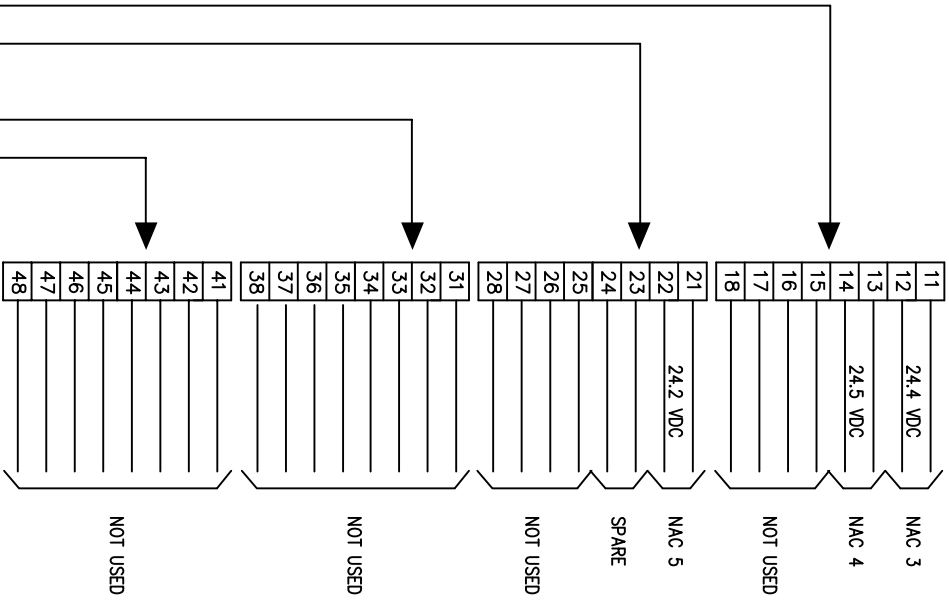 11
12
13
14
15
16
17
18
21
22
23
24
25
26
27
28
31
32
33
34
35
36
37
38
41
42
43
44
45
46
47
48
24.4 VDC
24.5 VDC
24.2 VDC
NAC 3
NAC 4
NOT USED
NAC 5
SPARE
NOT USED
NOT USED
NOT USED